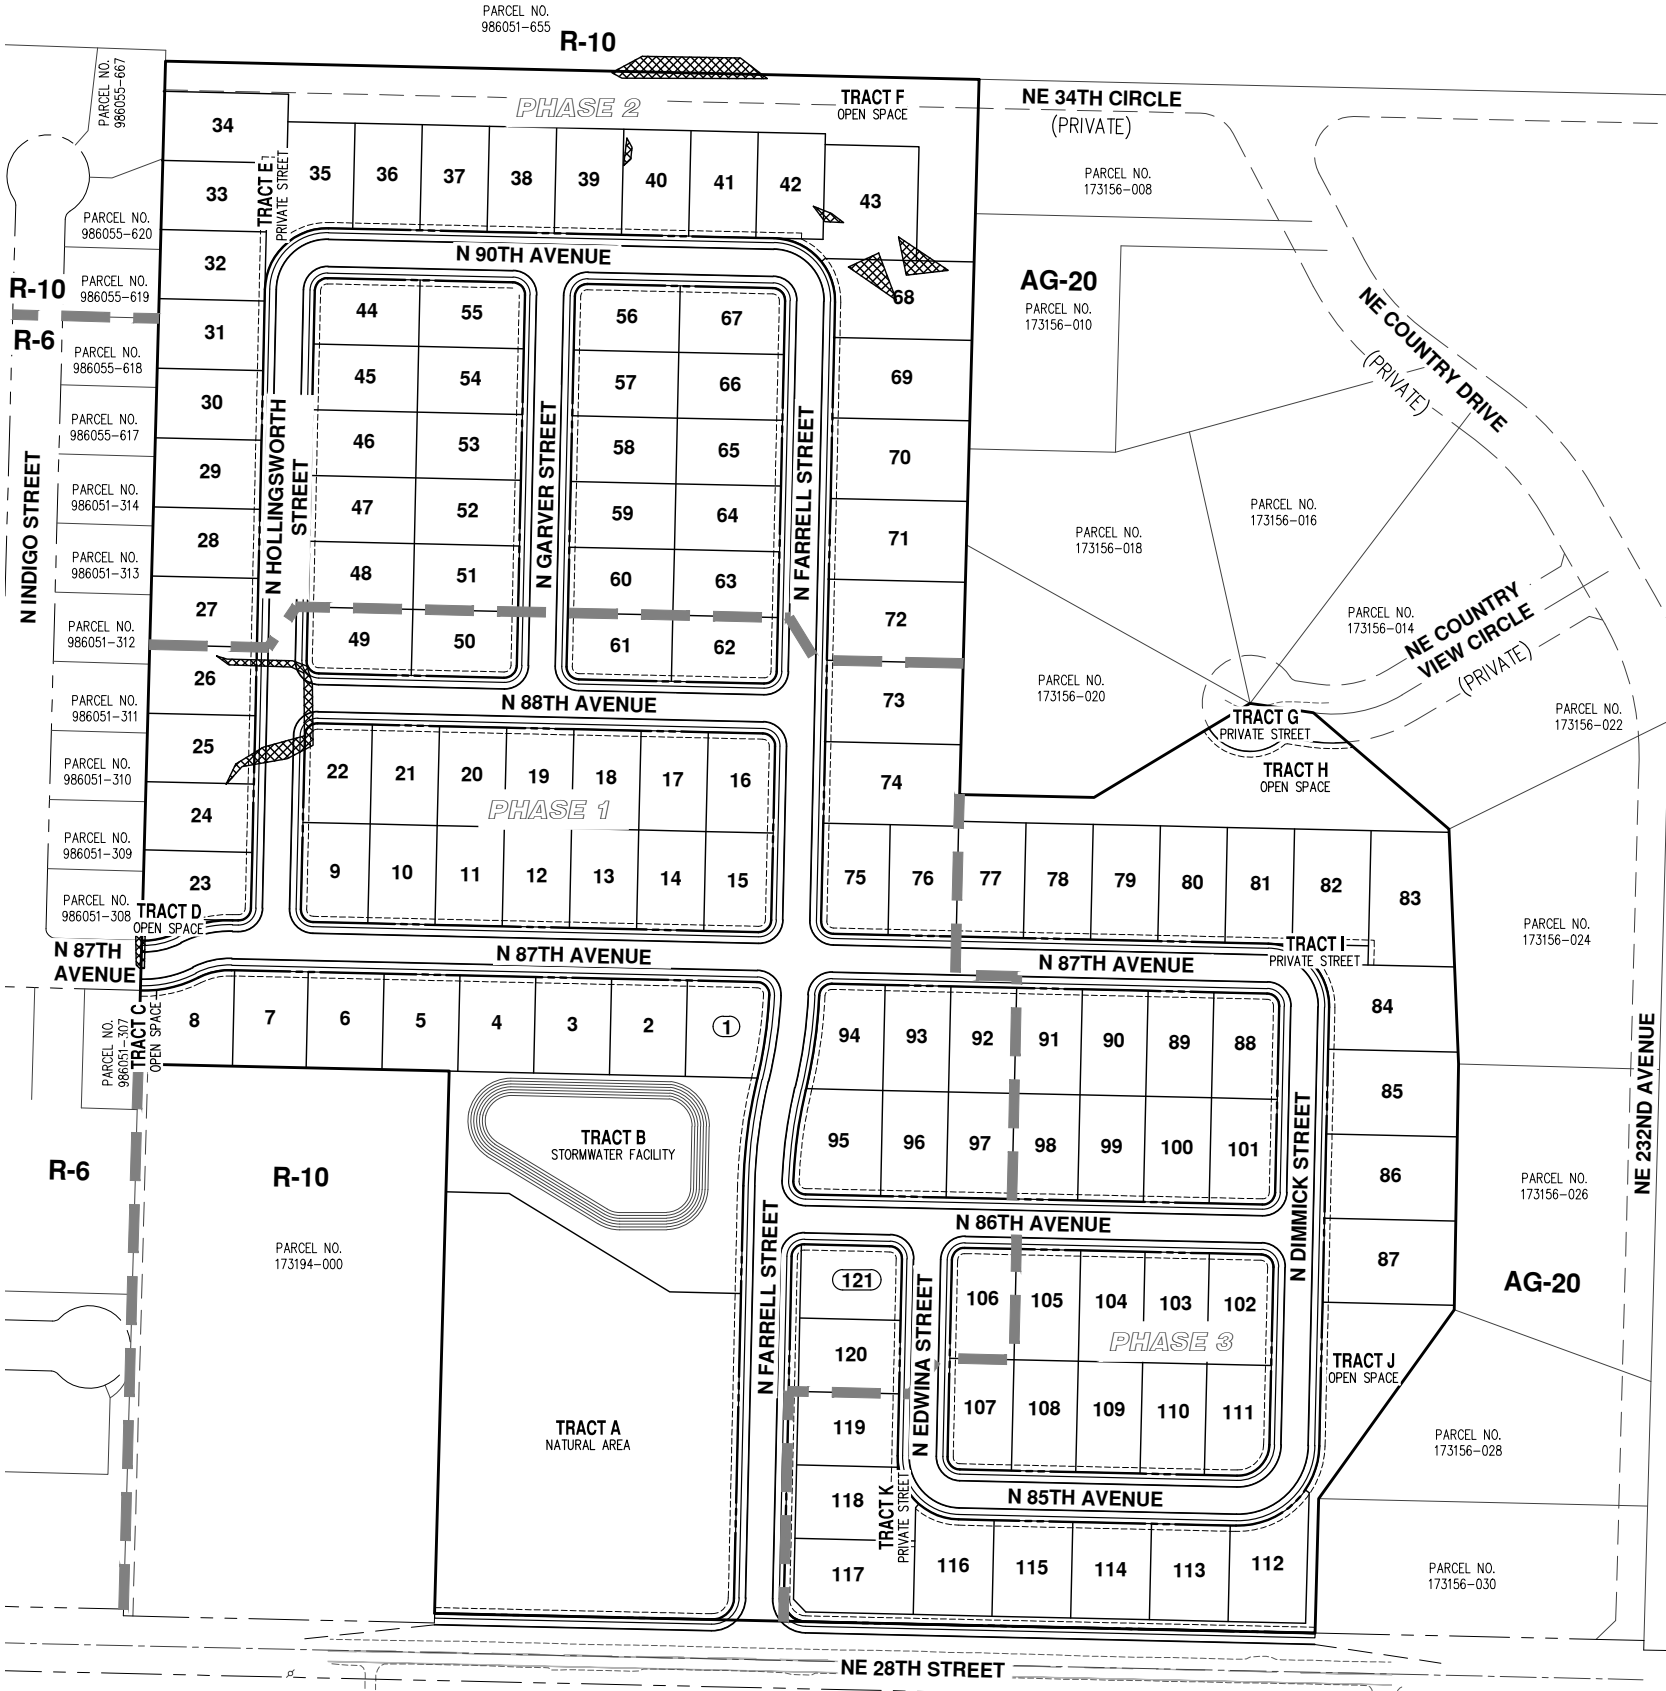 PARCEL NO.
986051-655
R-10
PARCEL NO.
986055-667
PHASE 2
TRACT F
OPEN SPACE
NE 34TH CIRCLE
(PRIVATE)
34
33
TRACT E
PRIVATE STREET
35
36
37
38
39
40
41
42
43
PARCEL NO.
173156-008
PARCEL NO.
986055-620
32
N 90TH AVENUE
R-10
PARCEL NO.
986055-619
AG-20
PARCEL NO.
173156-010
68
NE COUNTRY DRIVE
(PRIVATE)
44
55
56
67
R-6
31
PARCEL NO.
986055-618
45
54
57
66
69
30
PARCEL NO.
986055-617
N HOLLINGSWORTH
STREET
46
53
N GARVER STREET
58
65
N FARRELL STREET
70
N INDIGO STREET
29
PARCEL NO.
986051-314
47
52
59
64
71
PARCEL NO.
173156-018
PARCEL NO.
173156-016
28
PARCEL NO.
986051-313
48
51
60
63
27
PARCEL NO.
986051-312
49
50
61
62
72
PARCEL NO.
173156-014
NE COUNTRY
VIEW CIRCLE
(PRIVATE)
26
PARCEL NO.
986051-311
N 88TH AVENUE
73
PARCEL NO.
173156-020
TRACT G
PRIVATE STREET
PARCEL NO.
173156-022
25
PARCEL NO.
986051-310
22
21
20
19
18
17
16
74
TRACT H
OPEN SPACE
PHASE 1
24
PARCEL NO.
986051-309
23
9
10
11
12
13
14
15
75
76
77
78
79
80
81
82
83
PARCEL NO.
986051-308
TRACT D
OPEN SPACE
N 87TH
AVENUE
N 87TH AVENUE
N 87TH AVENUE
TRACT I
PRIVATE STREET
PARCEL NO.
173156-024
PARCEL NO.
986051-307
TRACT C
OPEN SPACE
8
7
6
5
4
3
2
1
94
93
92
91
90
89
88
84
NE 232ND AVENUE
85
R-6
R-10
TRACT B
STORMWATER FACILITY
95
96
97
98
99
100
101
N DIMMICK STREET
86
PARCEL NO.
173156-026
N 86TH AVENUE
PARCEL NO.
173194-000
N FARRELL STREET
87
AG-20
121
N EDWINA STREET
106
105
104
103
102
PHASE 3
120
TRACT J
OPEN SPACE
TRACT A
NATURAL AREA
119
107
108
109
110
111
PARCEL NO.
173156-028
118
TRACT K
PRIVATE STREET
N 85TH AVENUE
117
116
115
114
113
112
PARCEL NO.
173156-030
NE 28TH STREET